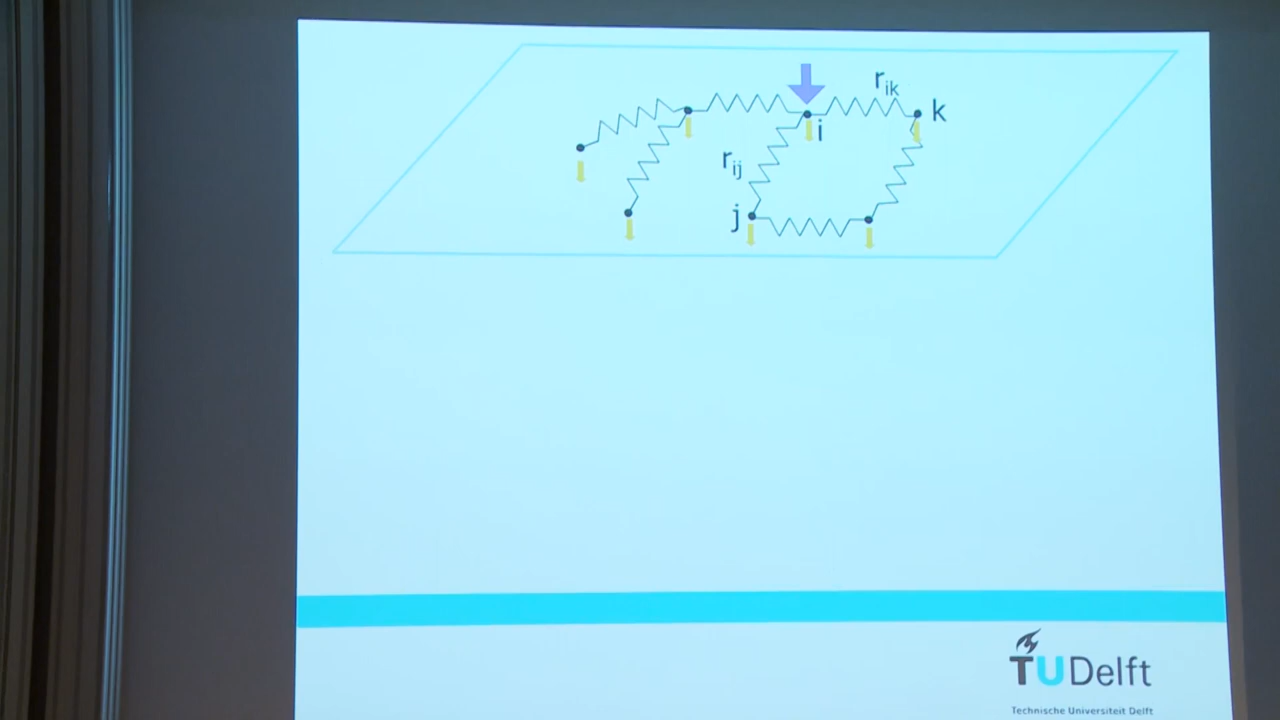 r_ik
k
i
r_ij
j
TUDelft
Technische Universiteit Delft